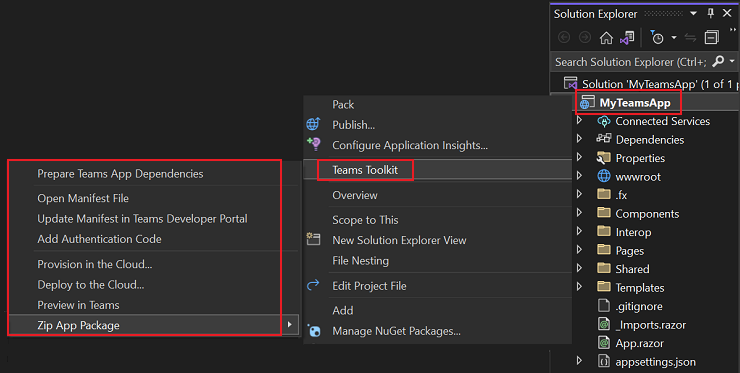 Prepare Teams App Dependencies
Open Manifest File
Update Manifest in Teams Developer Portal
Add Authentication Code
Provision in the Cloud...
Deploy to the Cloud...
Preview in Teams
Zip App Package
Pack
Publish...
Configure Application Insights...
Teams Toolkit
Overview
Scope to This
New Solution Explorer View
File Nesting
Edit Project File
Add
Manage NuGet Packages...
Solution Explorer
Search Solution Explorer (Ctrl+;
Solution 'MyTeamsApp' (1 of 1 p
MyTeamsApp
Connected Services
Dependencies
Properties
wwwroot
.fx
Components
Interop
Pages
Shared
Templates
.gitignore
_Imports.razor
App.razor
appsettings.json